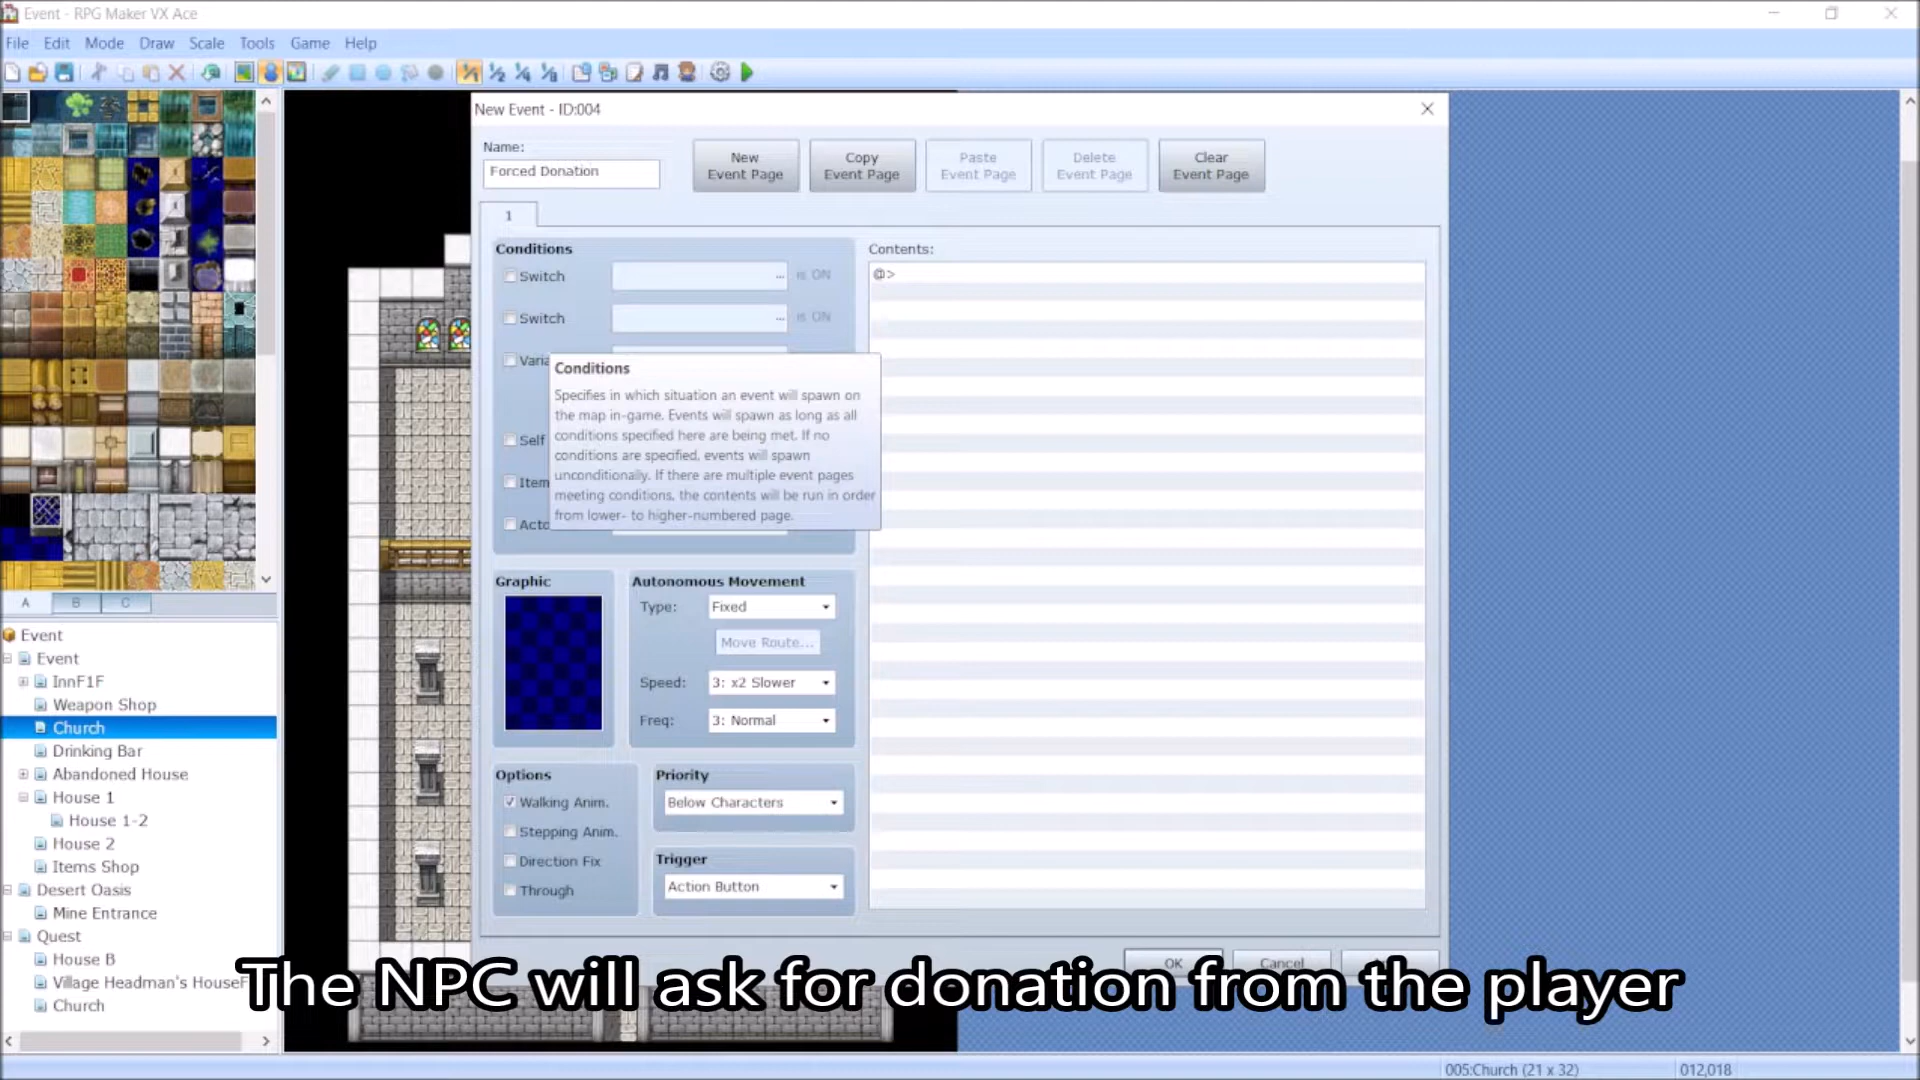 Event - RPG Maker VX Ace
File Edit Mode Draw Scale Tools Game Help
New Event - ID:004
Name:
Forced Donation
New Event Page
Copy Event Page
Paste Event Page
Delete Event Page
Clear Event Page
1
Conditions
Switch ... is ON
Switch ... is ON
Conditions
Specifies in which situation an event will spawn on
the map in-game. Events will spawn as long as all
conditions specified here are being met. If no
conditions are specified, events will spawn
unconditionally. If there are multiple event pages
meeting conditions, the contents will be run in order
from lower- to higher-numbered page.
Self
Item
Contents:
@>
Graphic
Autonomous Movement
Type: Fixed
Move Route...
Speed: 3: x2 Slower
Freq: 3: Normal
Options
Walking Anim.
Stepping Anim.
Direction Fix
Through
Priority
Below Characters
Trigger
Action Button
OK Cancel
A B C
Event
Event
InnF1F
Weapon Shop
Church
Drinking Bar
Abandoned House
House 1
House 1-2
House 2
Items Shop
Desert Oasis
Mine Entrance
Quest
House B
Village Headman's HouseF
Church
The NPC will ask for donation from the player
005:Church (21 x 32) 012,018